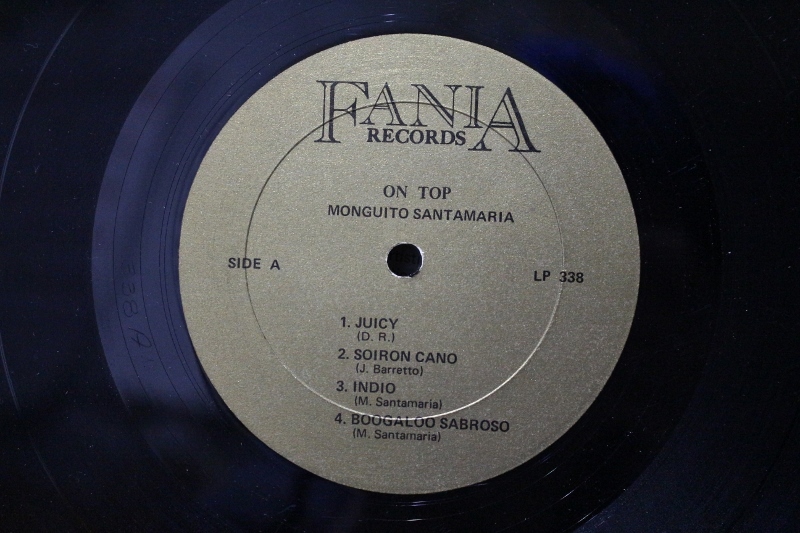 FANIA
RECORDS
ON TOP
MONGUITO SANTAMARIA
SIDE A
LP 338
1. JUICY
(D. R.)
2. SOIRON CANO
(J. Barretto)
3. INDIO
(M. Santamaria)
4. BOOGALOO SABROSO
(M. Santamaria)
338 A